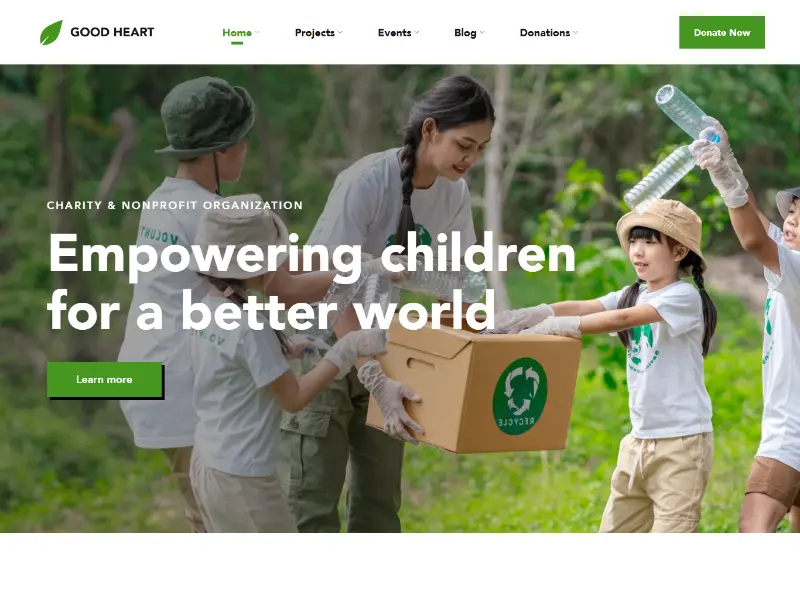 GOOD HEART
Home
Projects
Events
Blog
Donations
Donate Now
CHARITY & NONPROFIT ORGANIZATION
Empowering children
for a better world
Learn more
RECYCLE